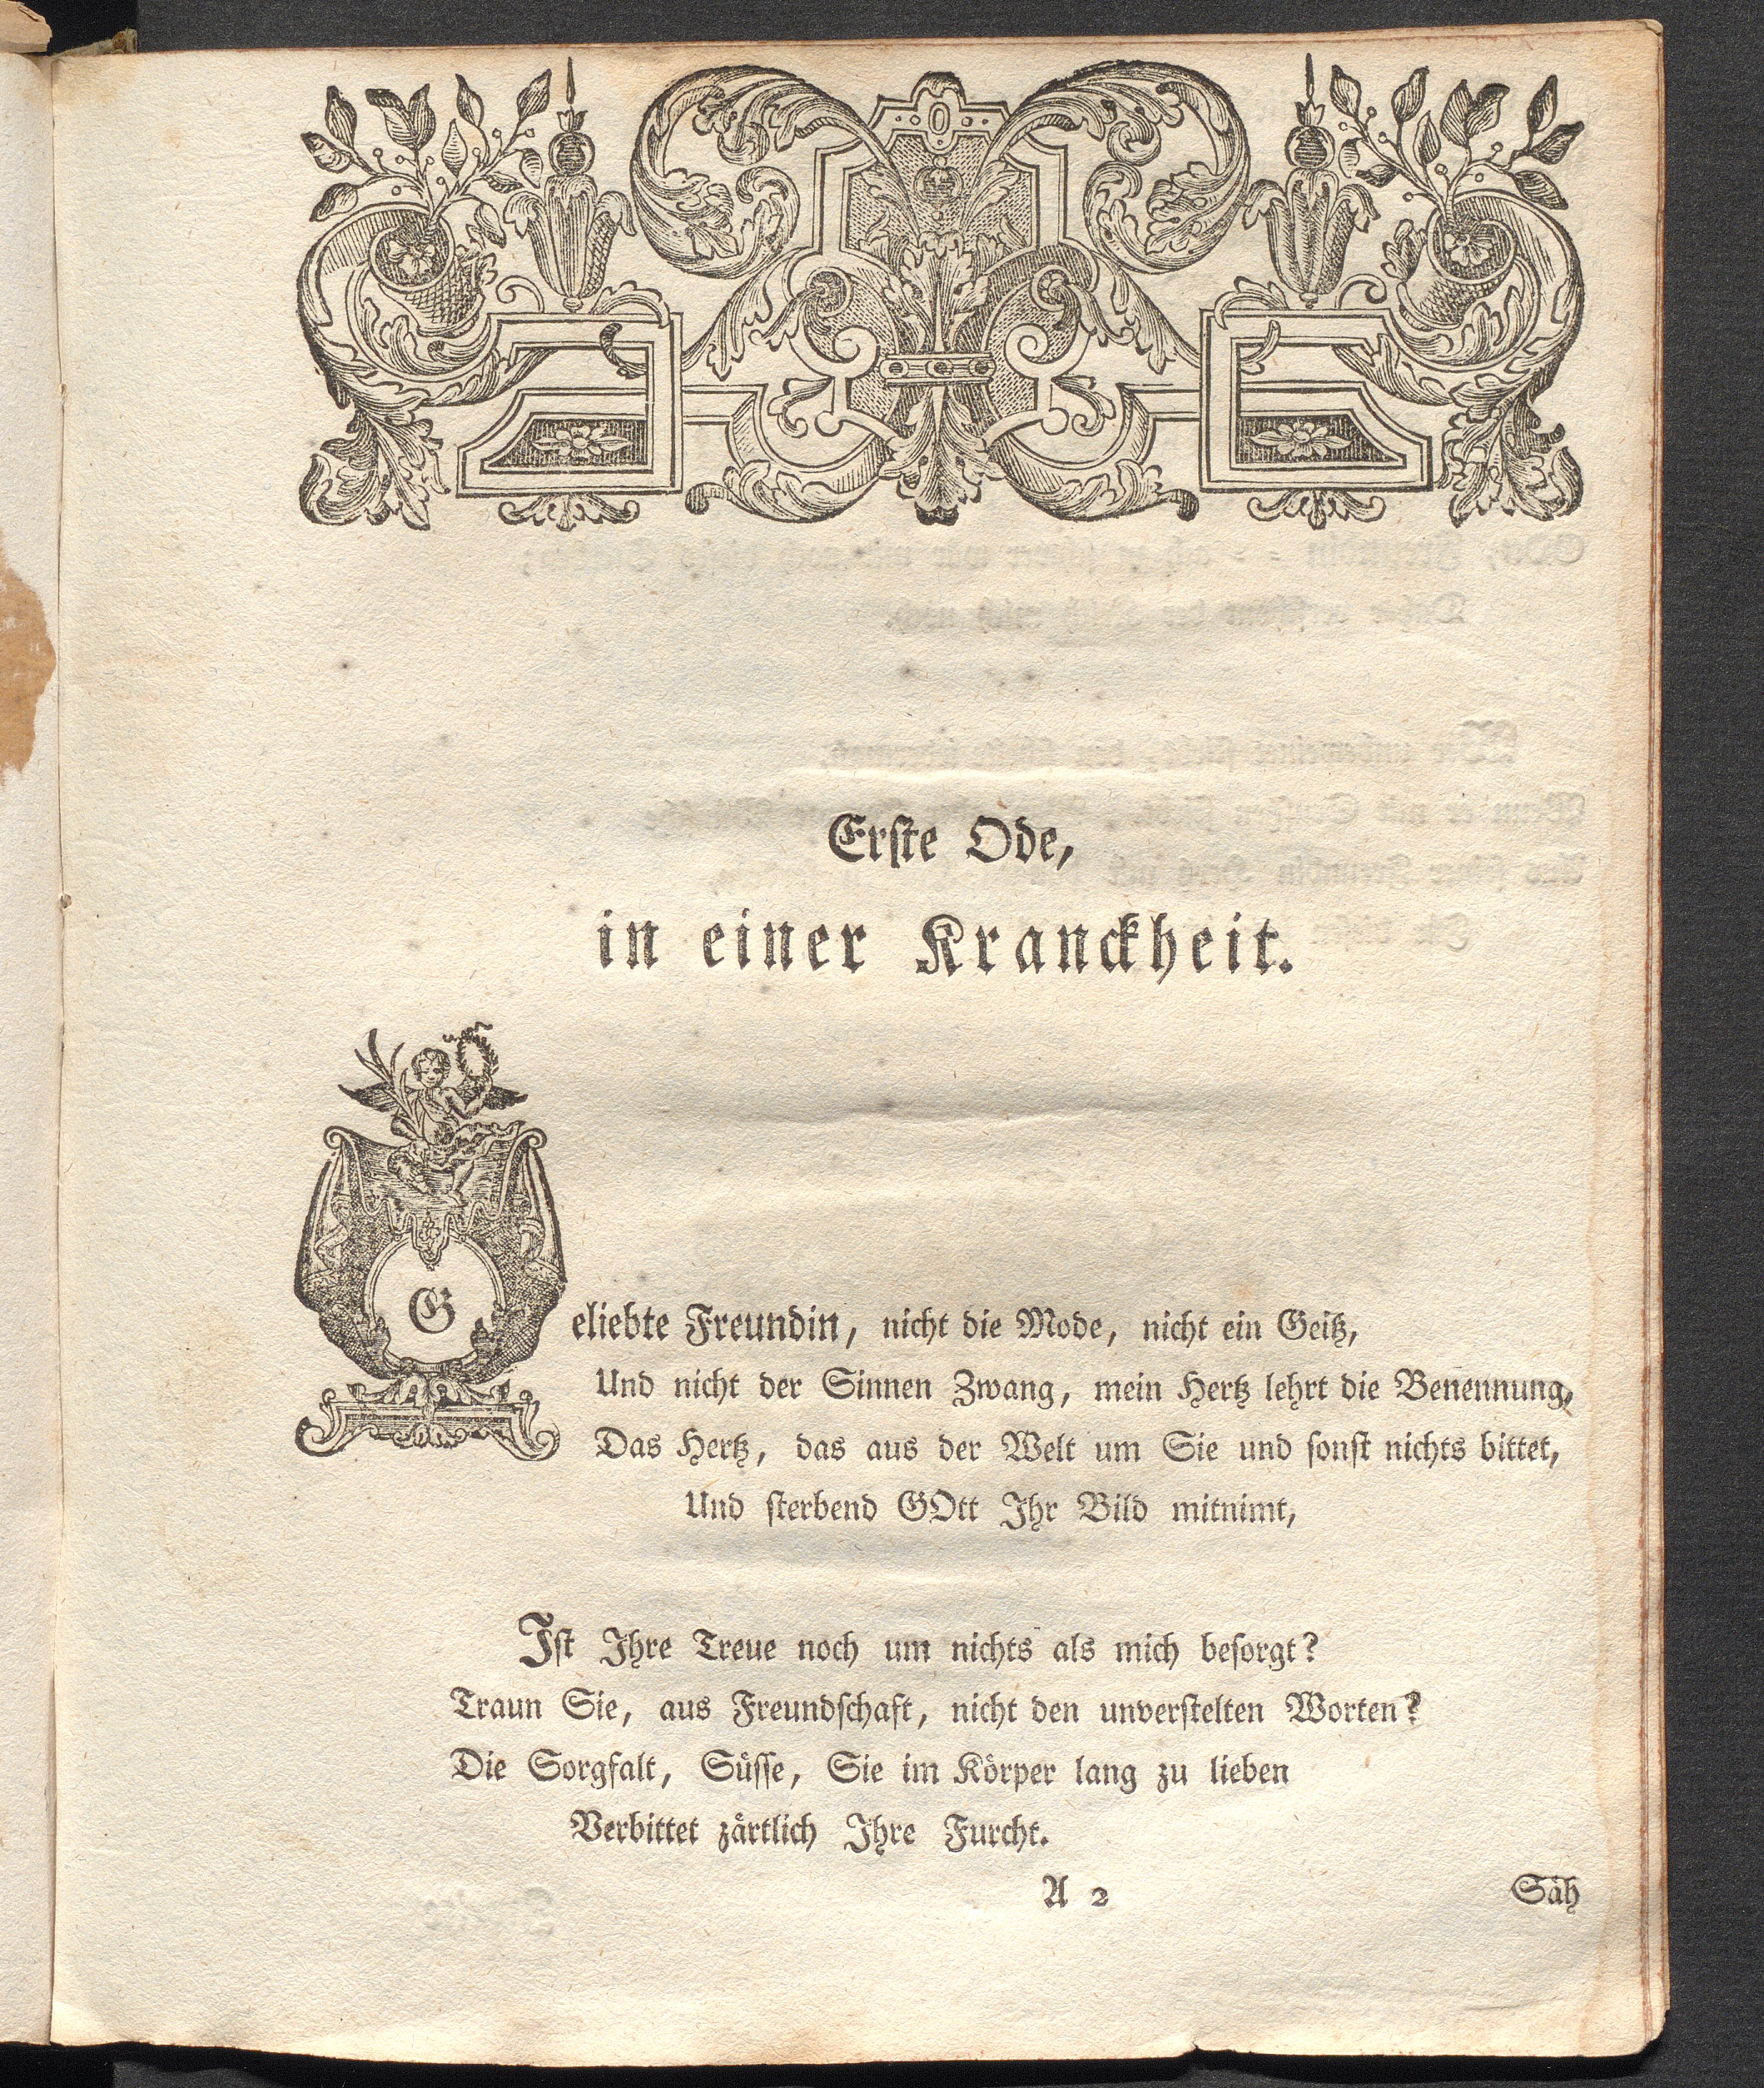 Erſte Ode,
in einer Kranckheit.
Geliebte Freundin, nicht die Mode, nicht ein Geitz,
Und nicht der Sinnen Zwang, mein Hertz lehrt die Benennung,
Das Hertz, das aus der Welt um Sie und ſonſt nichts bittet,
Und ſterbend GOtt Ihr Bild mitnimt,
Iſt Ihre Treue noch um nichts als mich beſorgt?
Traun Sie, aus Freundſchaft, nicht den unverſtelten Worten?
Die Sorgfalt, Süſſe, Sie im Körper lang zu lieben
Verbittet zärtlich Ihre Furcht.
A 2
Säh